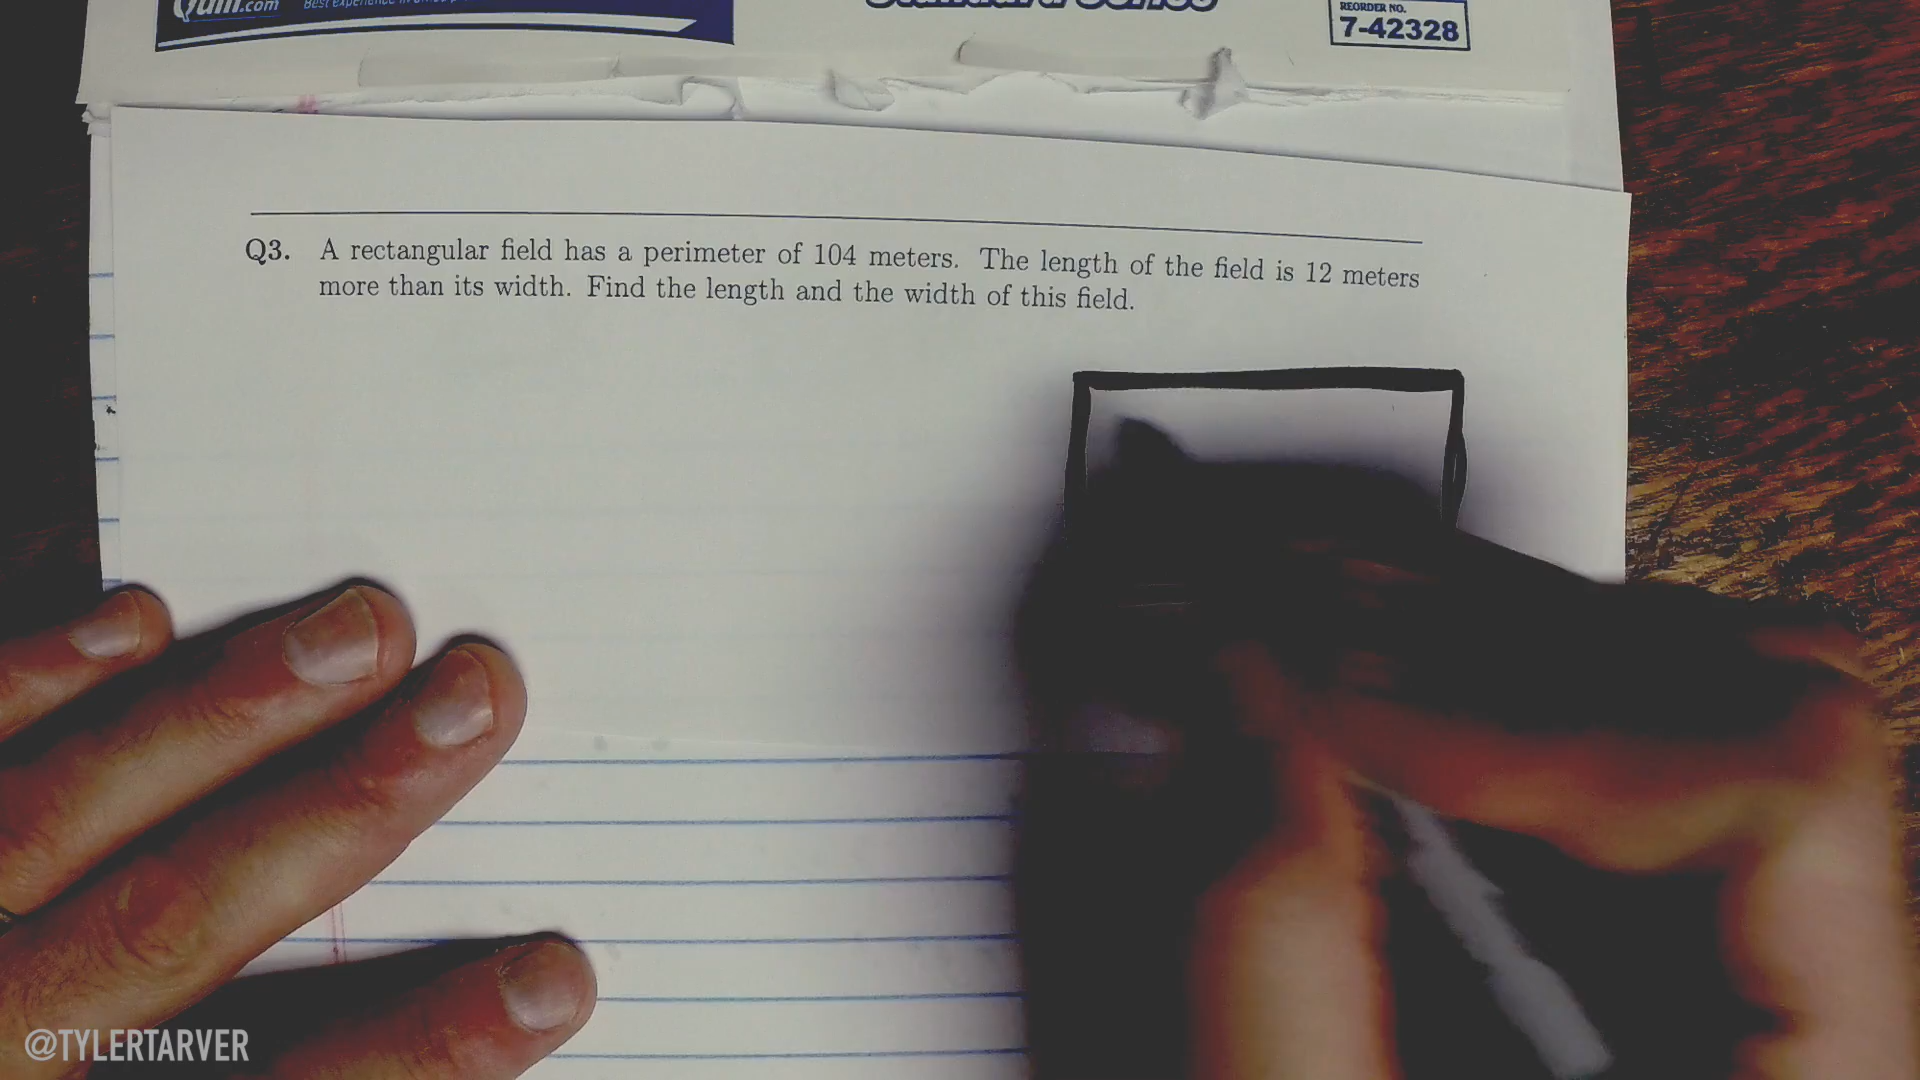 .com
REORDER NO.
7-42328
Q3. A rectangular field has a perimeter of 104 meters. The length of the field is 12 meters
more than its width. Find the length and the width of this field.
@TYLERTARVER